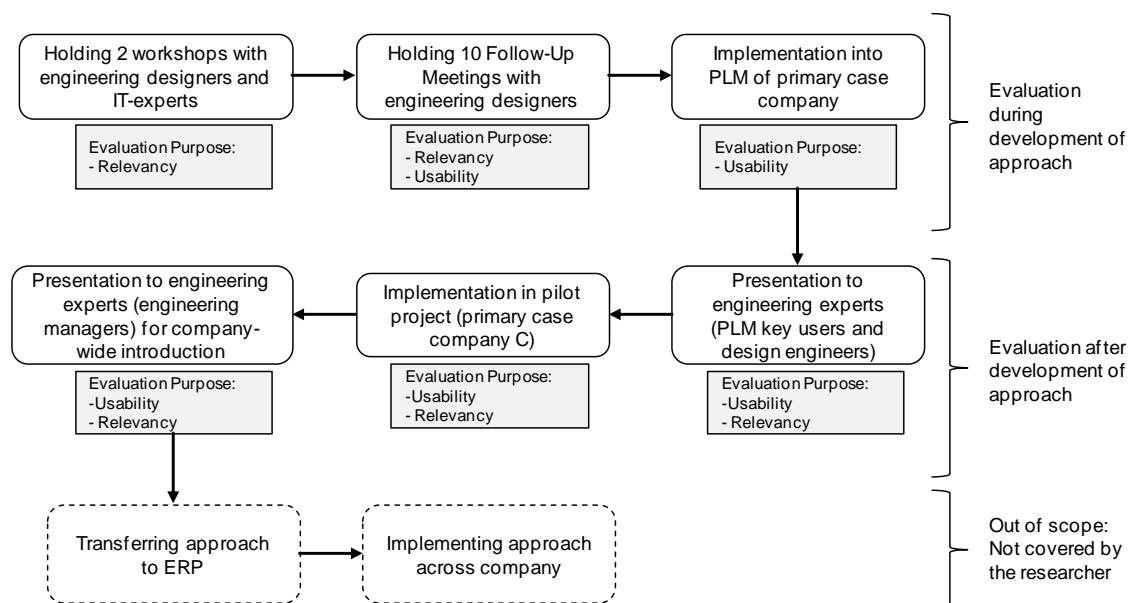 Holding 2 workshops with
engineering designers and
IT-experts
Evaluation Purpose:
- Relevancy
Holding 10 Follow-Up
Meetings with
engineering designers
Evaluation Purpose:
- Relevancy
- Usability
Implementation into
PLM of primary case
company
Evaluation Purpose:
- Usability
Evaluation
during
development of
approach
Presentation to engineering
experts (engineering
managers) for company-
wide introduction
Evaluation Purpose:
-Usability
- Relevancy
Implementation in pilot
project (primary case
company C)
Evaluation Purpose:
-Usability
- Relevancy
Presentation to
engineering experts
(PLM key users and
design engineers)
Evaluation Purpose:
-Usability
- Relevancy
Evaluation after
development of
approach
Transferring approach
to ERP
Implementing approach
across company
Out of scope:
Not covered by
the researcher